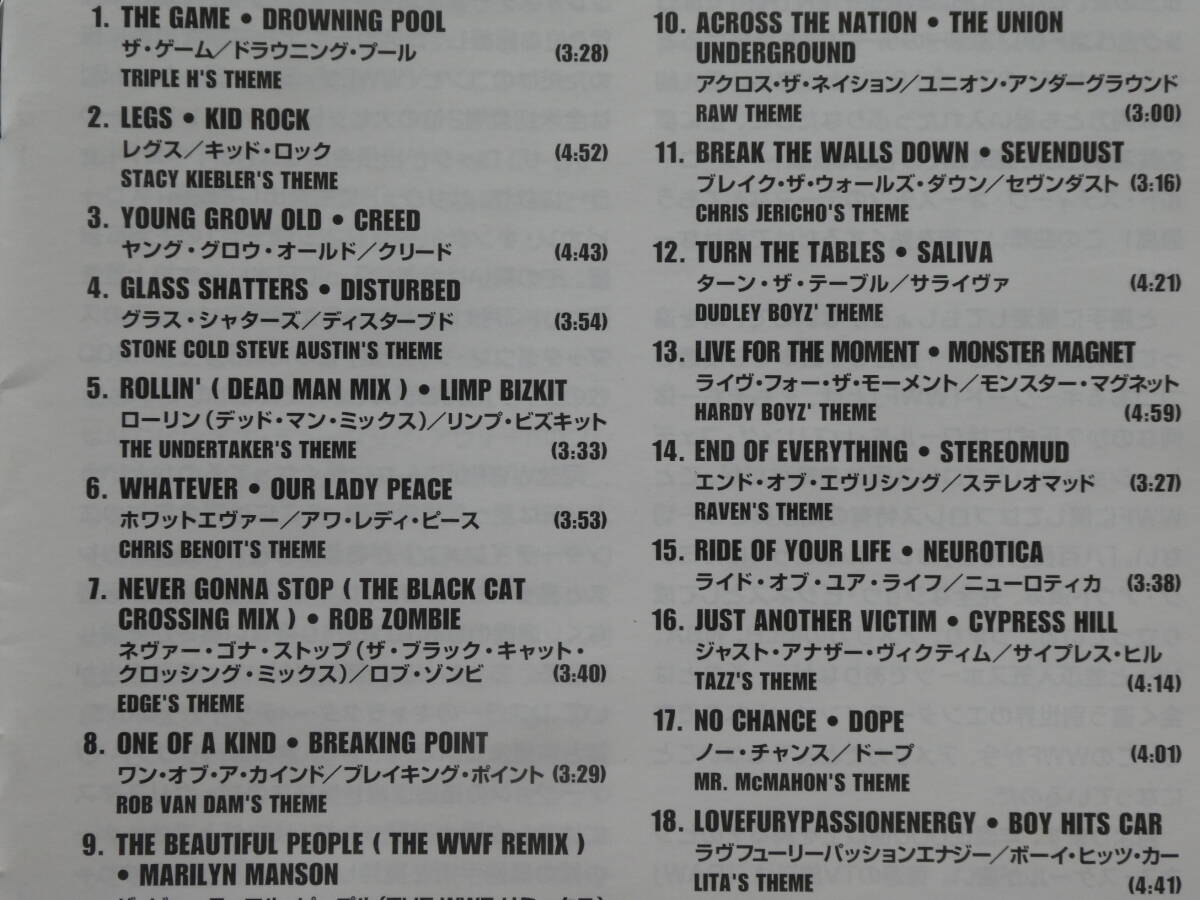 1. THE GAME • DROWNING POOL
ザ・ゲーム／ドラウニング・プール (3:28)
TRIPLE H'S THEME
2. LEGS • KID ROCK
レグス／キッド・ロック (4:52)
STACY KIEBLER'S THEME
3. YOUNG GROW OLD • CREED
ヤング・グロウ・オールド／クリード (4:43)
4. GLASS SHATTERS • DISTURBED
グラス・シャターズ／ディスターブド (3:54)
STONE COLD STEVE AUSTIN'S THEME
5. ROLLIN' ( DEAD MAN MIX ) • LIMP BIZKIT
ローリン（デッド・マン・ミックス）／リンプ・ビズキット
THE UNDERTAKER'S THEME (3:33)
6. WHATEVER • OUR LADY PEACE
ホワットエヴァー／アワ・レディ・ピース (3:53)
CHRIS BENOIT'S THEME
7. NEVER GONNA STOP ( THE BLACK CAT
CROSSING MIX ) • ROB ZOMBIE
ネヴァー・ゴナ・ストップ（ザ・ブラック・キャット・
クロッシング・ミックス）／ロブ・ゾンビ (3:40)
EDGE'S THEME
8. ONE OF A KIND • BREAKING POINT
ワン・オブ・ア・カインド／ブレイキング・ポイント (3:29)
ROB VAN DAM'S THEME
9. THE BEAUTIFUL PEOPLE ( THE WWF REMIX )
• MARILYN MANSON
10. ACROSS THE NATION • THE UNION
UNDERGROUND
アクロス・ザ・ネイション／ユニオン・アンダーグラウンド
RAW THEME (3:00)
11. BREAK THE WALLS DOWN • SEVENDUST
ブレイク・ザ・ウォールズ・ダウン／セヴンダスト (3:16)
CHRIS JERICHO'S THEME
12. TURN THE TABLES • SALIVA
ターン・ザ・テーブル／サライヴァ (4:21)
DUDLEY BOYZ' THEME
13. LIVE FOR THE MOMENT • MONSTER MAGNET
ライヴ・フォー・ザ・モーメント／モンスター・マグネット
HARDY BOYZ' THEME (4:59)
14. END OF EVERYTHING • STEREOMUD
エンド・オブ・エヴリシング／ステレオマッド (3:27)
RAVEN'S THEME
15. RIDE OF YOUR LIFE • NEUROTICA
ライド・オブ・ユア・ライフ／ニューロティカ (3:38)
16. JUST ANOTHER VICTIM • CYPRESS HILL
ジャスト・アナザー・ヴィクティム／サイプレス・ヒル
TAZZ'S THEME (4:14)
17. NO CHANCE • DOPE
ノー・チャンス／ドープ (4:01)
MR. McMAHON'S THEME
18. LOVEFURYPASSIONENERGY • BOY HITS CAR
ラヴフューリーパッションエナジー／ボーイ・ヒッツ・カー
LITA'S THEME (4:41)